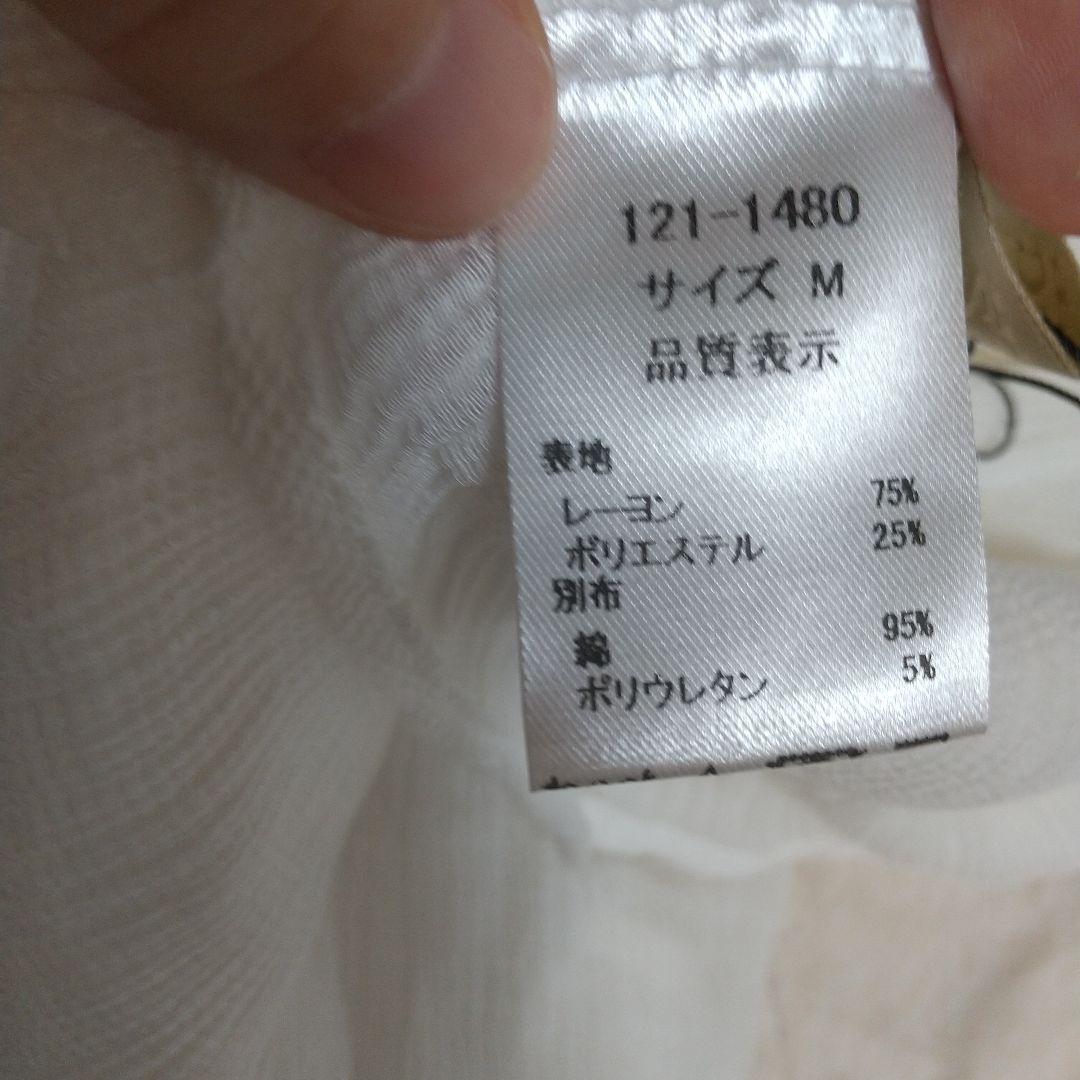 121-1480
サイズ M
品質表示
表地
レーヨン 75%
ポリエステル 25%
別布
綿 95%
ポリウレタン 5%